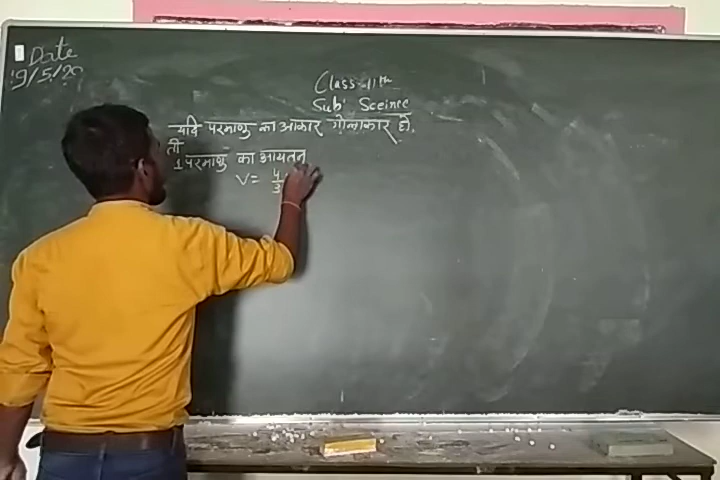 Date
19/5/20
Class-11th
Sub' Sceince
यदि परमाणु का आकार गोलाकार हो,
तो
1 परमाणु का आयतन
V = 4/3